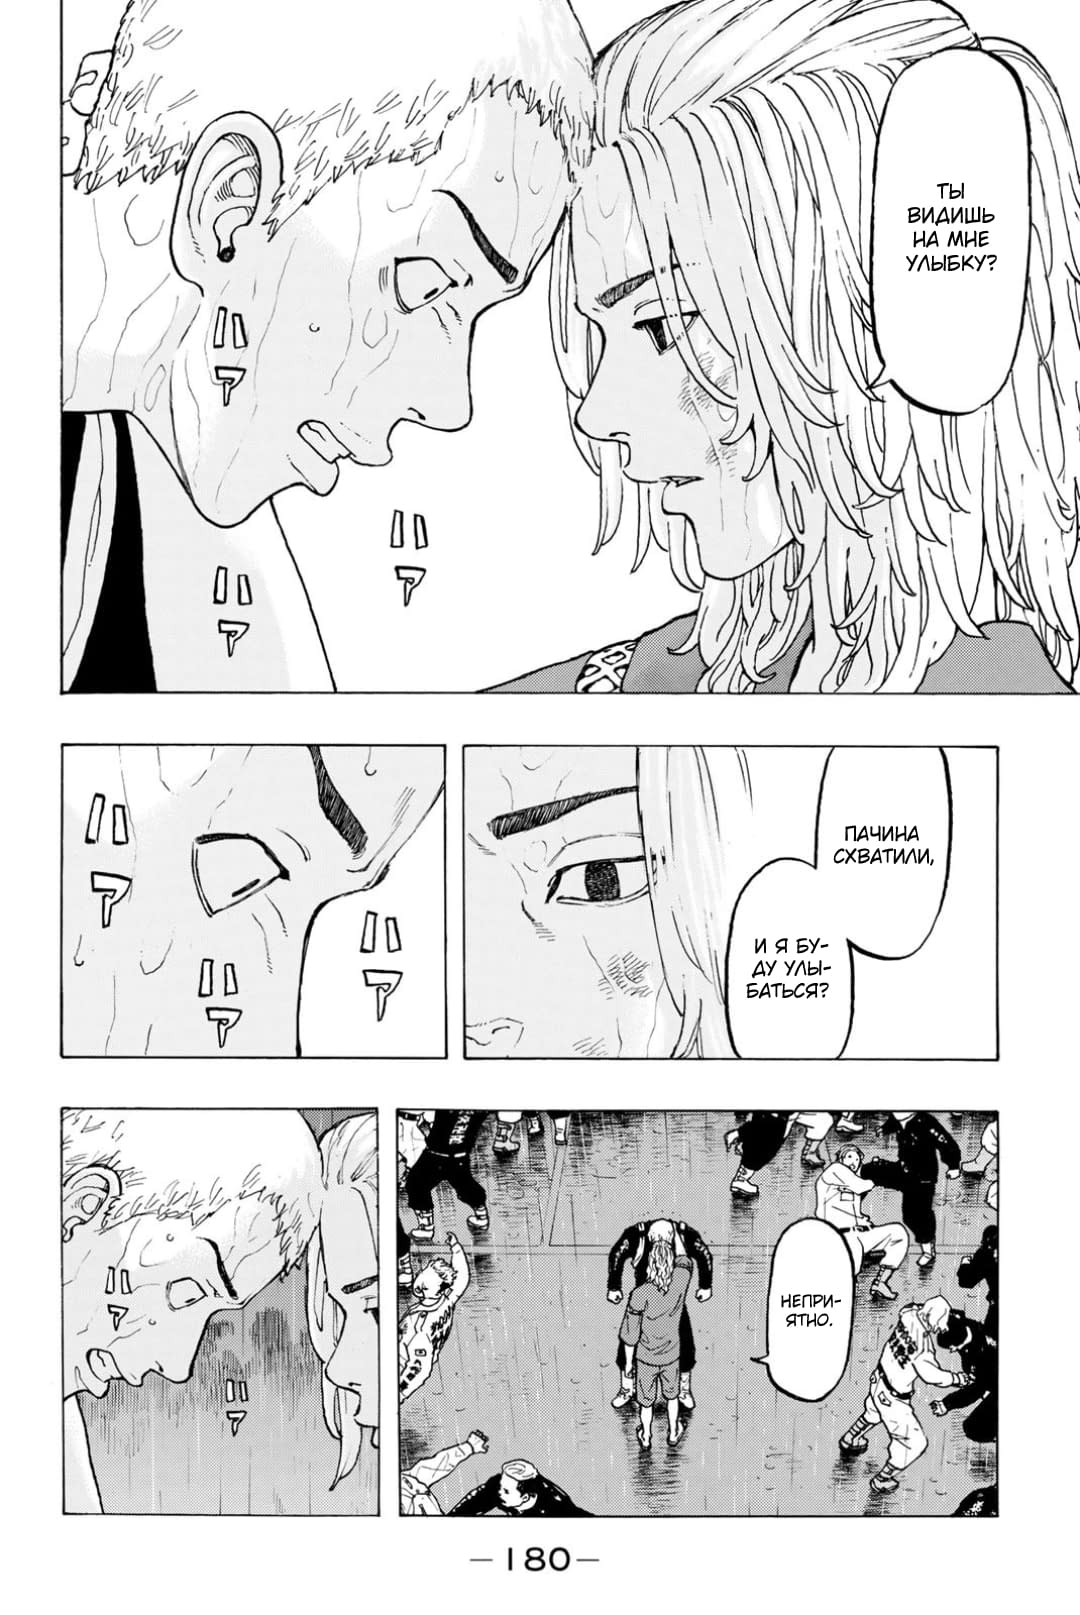 ТЫ
ВИДИШЬ
НА МНЕ
УЛЫБКУ?
ハァ
ハァ
ハァ
ПАЧИНА
СХВАТИЛИ,
И Я БУ-
ДУ УЛЫ-
БАТЬСЯ?
ハァ
ハァ
ハァ
НЕПРИ-
ЯТНО.
ハァ
ハァ
—180—